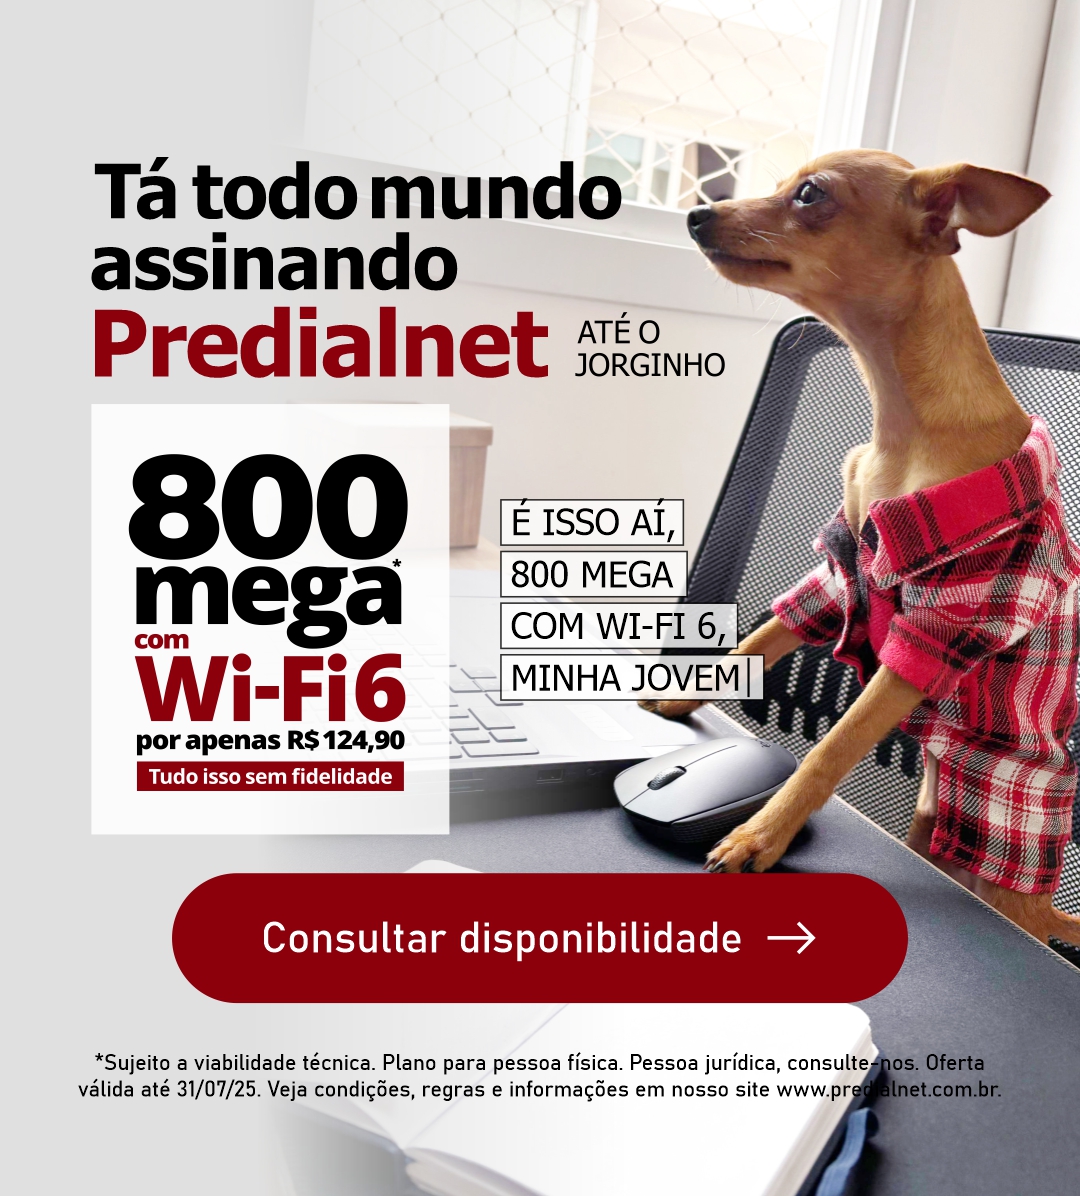 Tá todo mundo
assinando
Predialnet
ATÉ O
JORGINHO
800
mega*
com
Wi-Fi 6
por apenas R$ 124,90
Tudo isso sem fidelidade
É ISSO AÍ,
800 MEGA
COM WI-FI 6,
MINHA JOVEM|
Consultar disponibilidade →
*Sujeito a viabilidade técnica. Plano para pessoa física. Pessoa jurídica, consulte-nos. Oferta
válida até 31/07/25. Veja condições, regras e informações em nosso site www.predialnet.com.br.